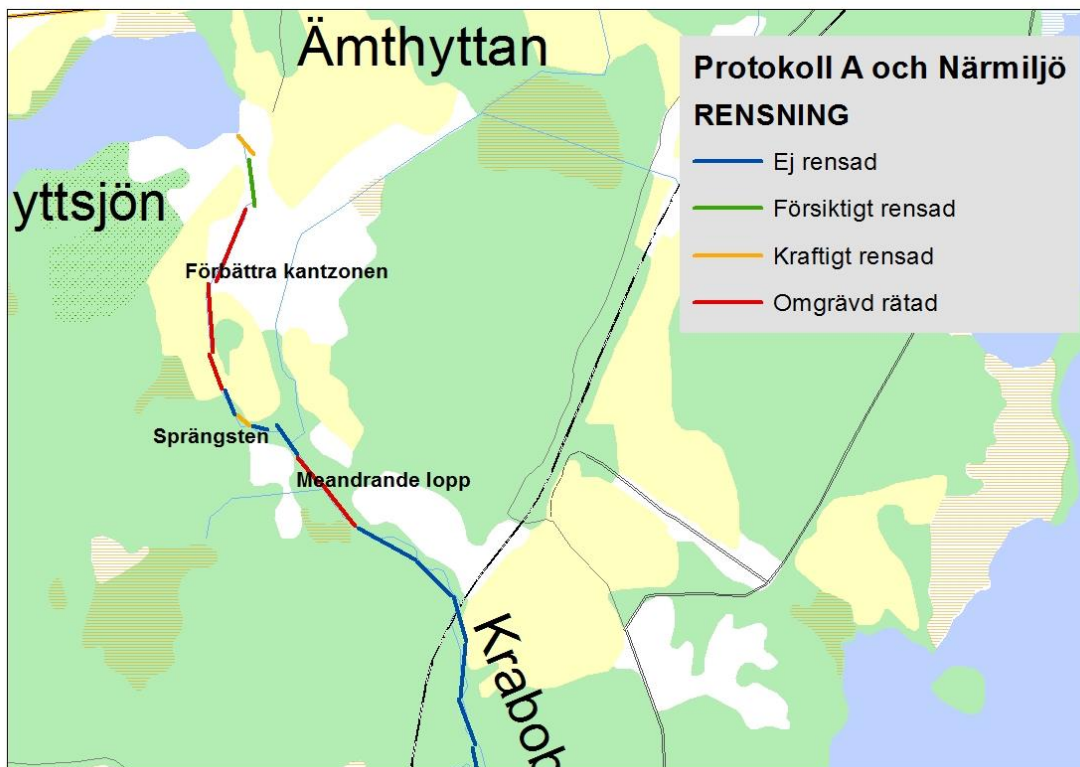 Ämthyttan
Protokoll A och Närmiljö
RENSNING
Ej rensad
Försiktigt rensad
Kraftigt rensad
Omgrävd rätad
yttsjön
Förbättra kantzonen
Sprängsten
Meandrande lopp
Krabob